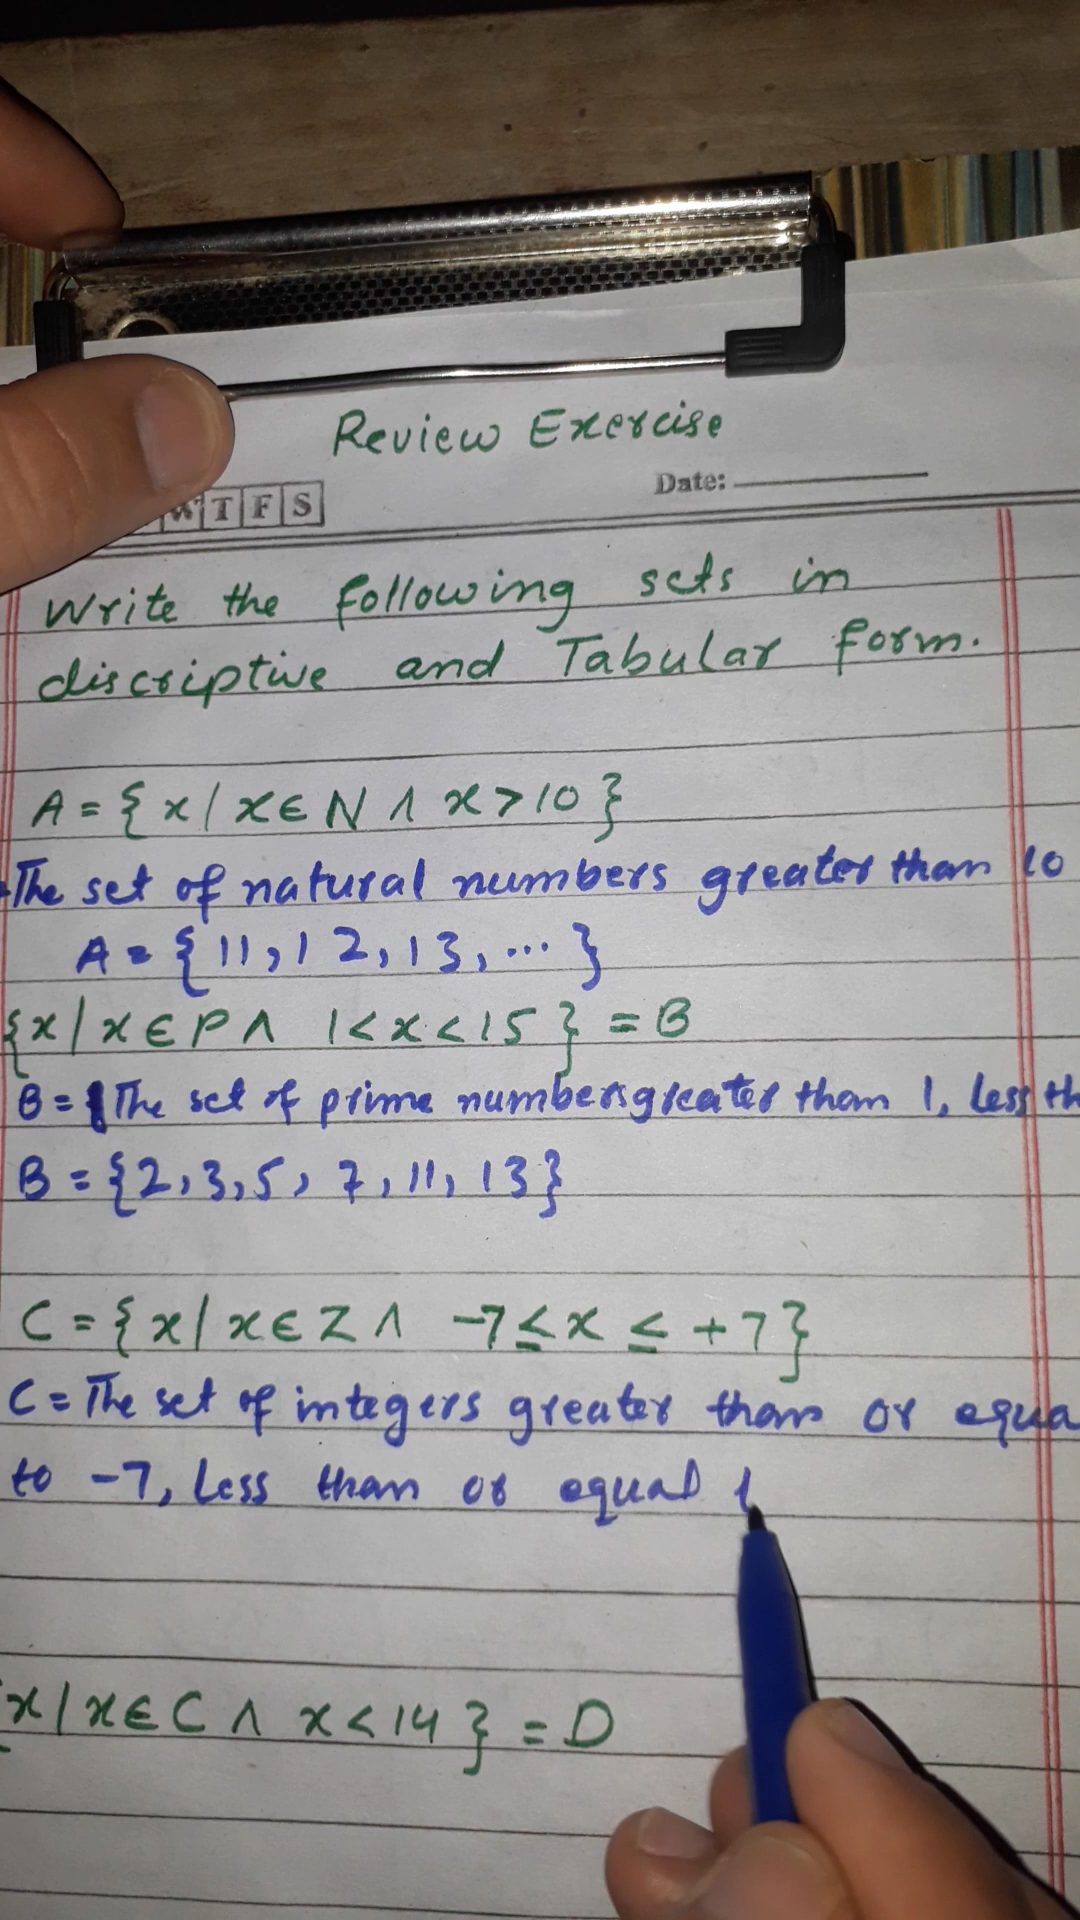 Review Exercise
Date:
W T F S
Write the following sets in
discriptive and Tabular form.
A = { x / x ∈ N ∧ x > 10 }
The set of natural numbers greater than 10
A = { 11, 12, 13, ... }
{ x / x ∈ P ∧ 1 < x < 15 } = B
B = The set of prime numbers greater than 1, less th
B = { 2, 3, 5, 7, 11, 13 }
C = { x / x ∈ Z ∧ -7 ≤ x ≤ +7 }
C = The set of integers greater than or equa
to -7, Less than or equal
x / x ∈ C ∧ x < 14 } = D